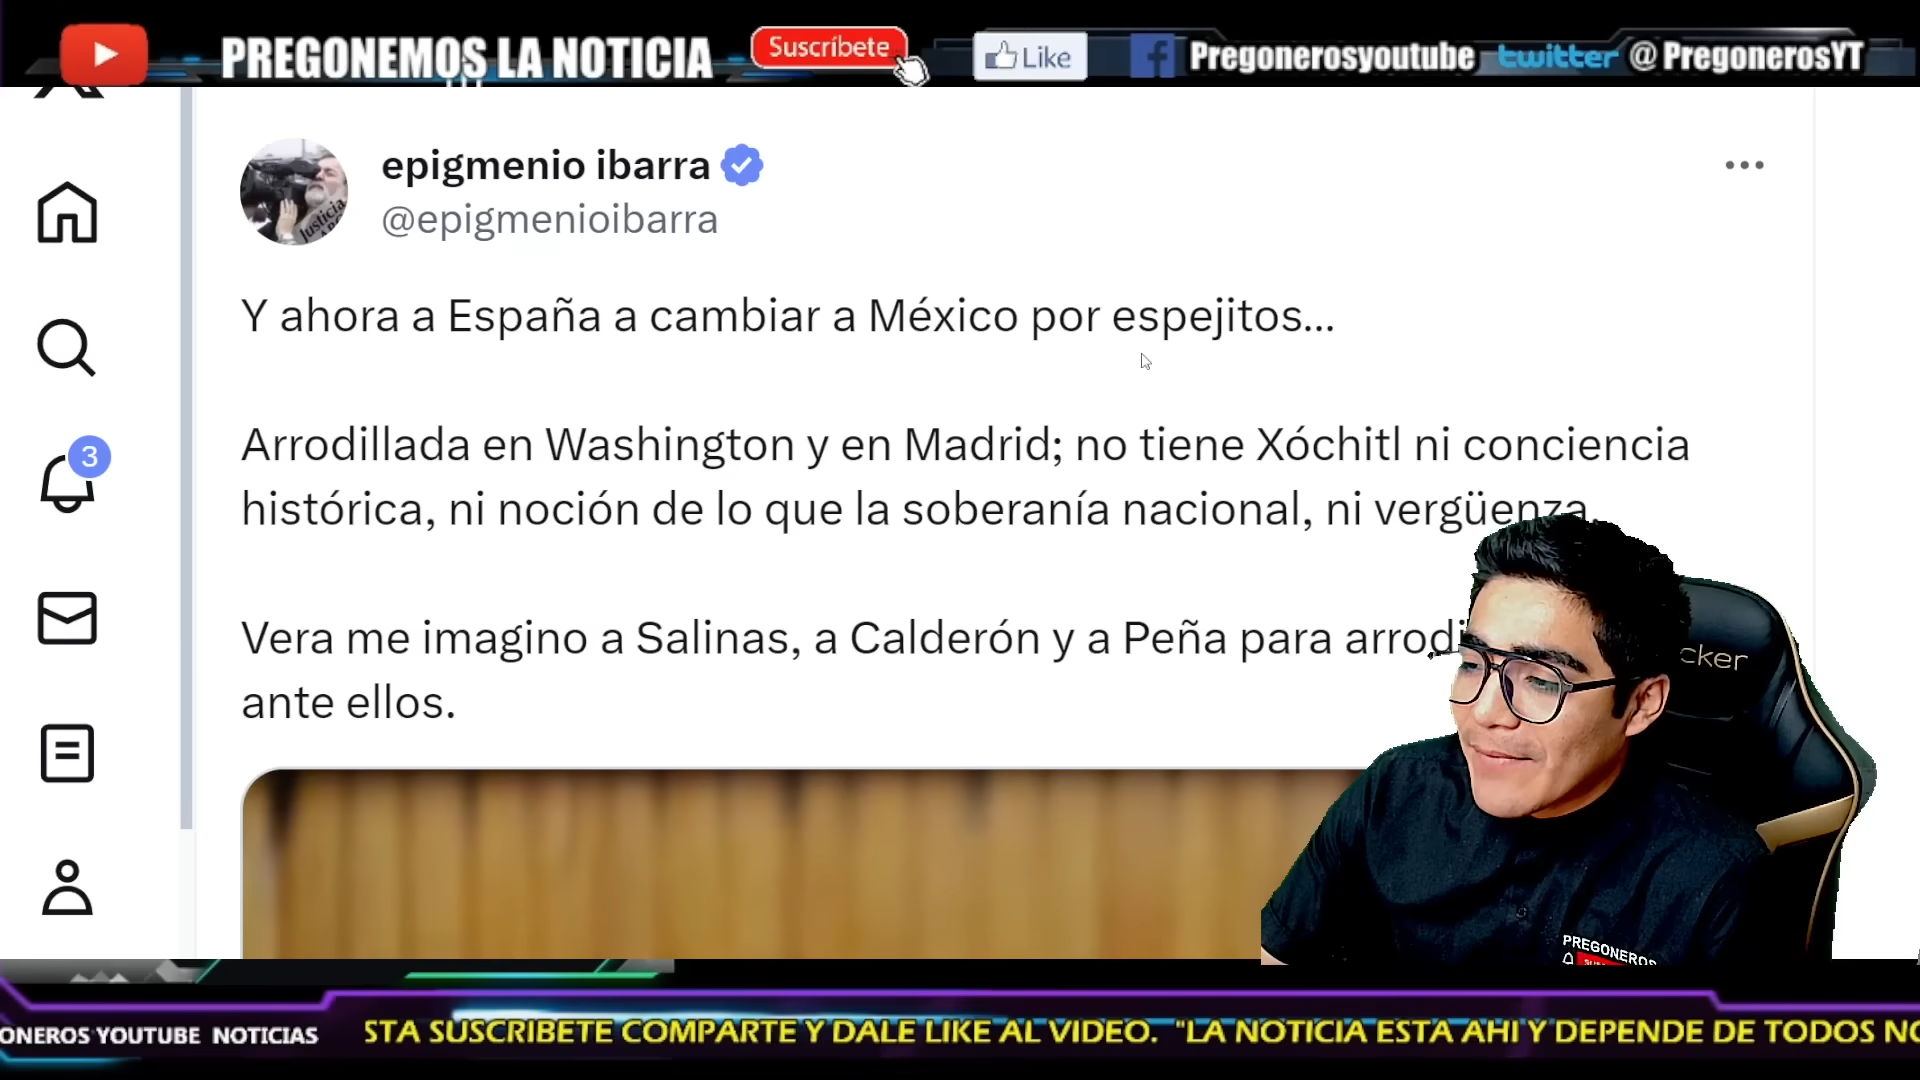 PREGONEMOS LA NOTICIA
Suscríbete
Like
Pregonerosyoutube
twitter @PregonerosYT
epigmenio ibarra
@epigmenioibarra
Justicia
Y ahora a España a cambiar a México por espejitos...
Arrodillada en Washington y en Madrid; no tiene Xóchitl ni conciencia
histórica, ni noción de lo que la soberanía nacional, ni vergüenza.
Vera me imagino a Salinas, a Calderón y a Peña para arrodi
ante ellos.
3
cker
PREGONEROS
ONEROS YOUTUBE NOTICIAS
STA SUSCRIBETE COMPARTE Y DALE LIKE AL VIDEO. "LA NOTICIA ESTA AHI Y DEPENDE DE TODOS NO